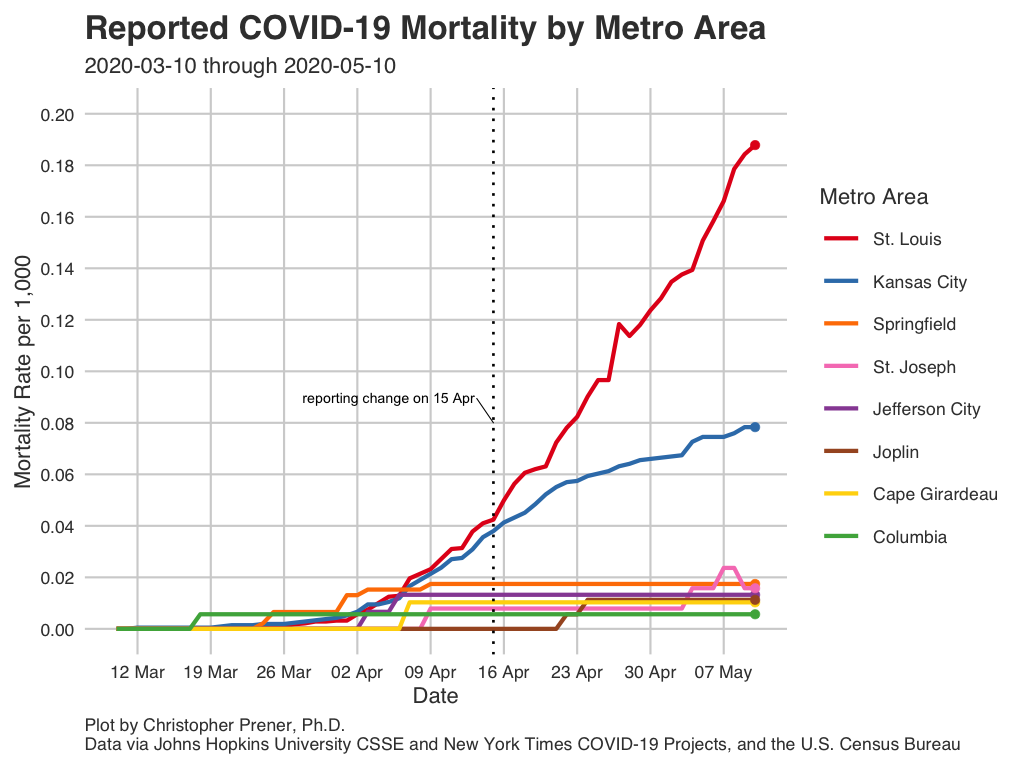 Reported COVID-19 Mortality by Metro Area
2020-03-10 through 2020-05-10
Mortality Rate per 1,000
0.20
0.18
0.16
0.14
0.12
0.10
0.08
0.06
0.04
0.02
0.00
reporting change on 15 Apr
12 Mar
19 Mar
26 Mar
02 Apr
09 Apr
16 Apr
23 Apr
30 Apr
07 May
Date
Metro Area
St. Louis
Kansas City
Springfield
St. Joseph
Jefferson City
Joplin
Cape Girardeau
Columbia
Plot by Christopher Prener, Ph.D.
Data via Johns Hopkins University CSSE and New York Times COVID-19 Projects, and the U.S. Census Bureau